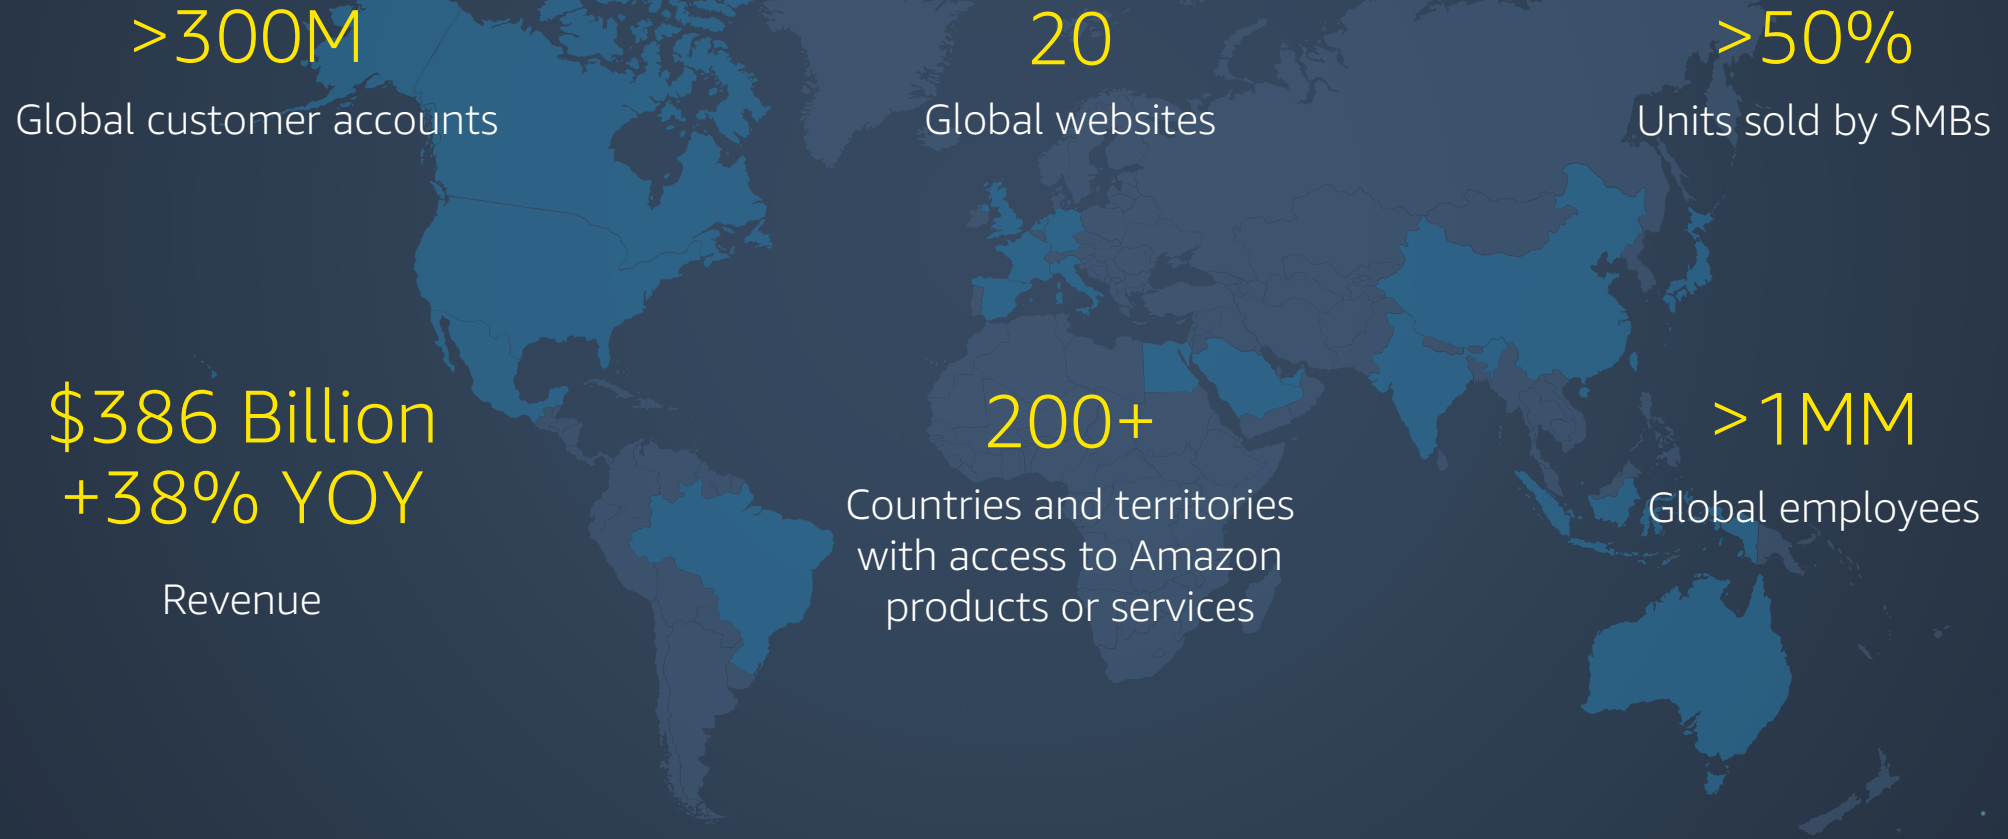 >300M
Global customer accounts
20
Global websites
>50%
Units sold by SMBs
$386 Billion
+38% YOY
Revenue
200+
Countries and territories
with access to Amazon
products or services
>1MM
Global employees